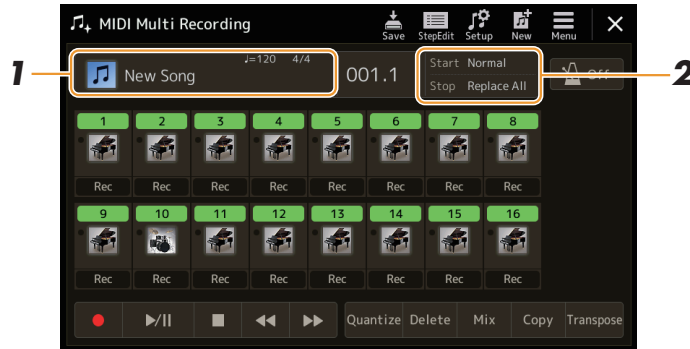 MIDI Multi Recording Save StepEdit Setup New Menu
1 New Song ♩=120 4/4 001.1 Start Normal 2
Stop Replace All Off
1 2 3 4 5 6 7 8
Rec Rec Rec Rec Rec Rec Rec Rec
9 10 11 12 13 14 15 16
Rec Rec Rec Rec Rec Rec Rec Rec
Quantize Delete Mix Copy Transpose